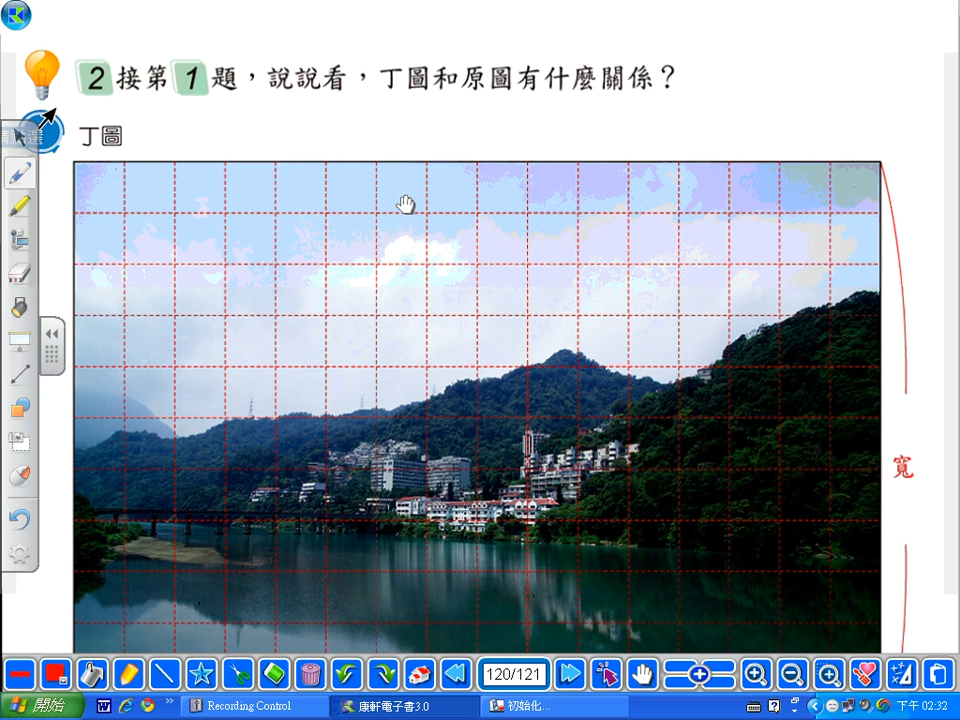 2 接第 1 題，說說看，丁圖和原圖有什麼關係？
丁圖
寬
120/121
開始
Recording Control
康軒電子書3.0
初始化...
下午 02:32